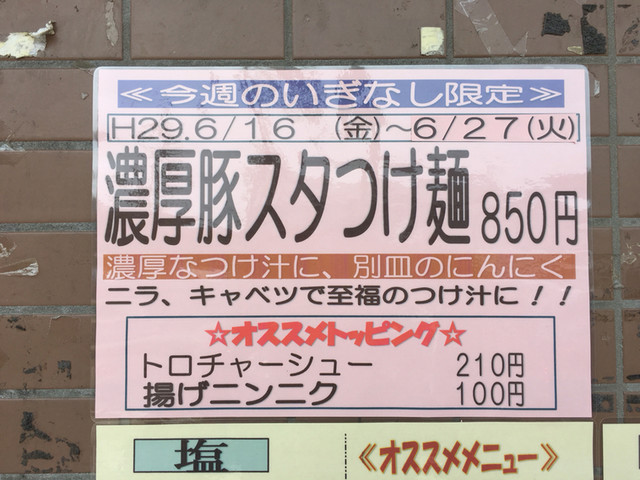 ≪今週のいぎなし限定≫
[H29.6/16 (金)~6/27(火)]
濃厚豚スタつけ麺 850円
濃厚なつけ汁に、別皿のにんにく
ニラ、キャベツで至福のつけ汁に!!
☆オススメトッピング☆
トロチャーシュー 210円
揚げニンニク 100円
塩 《オススメメニュー》